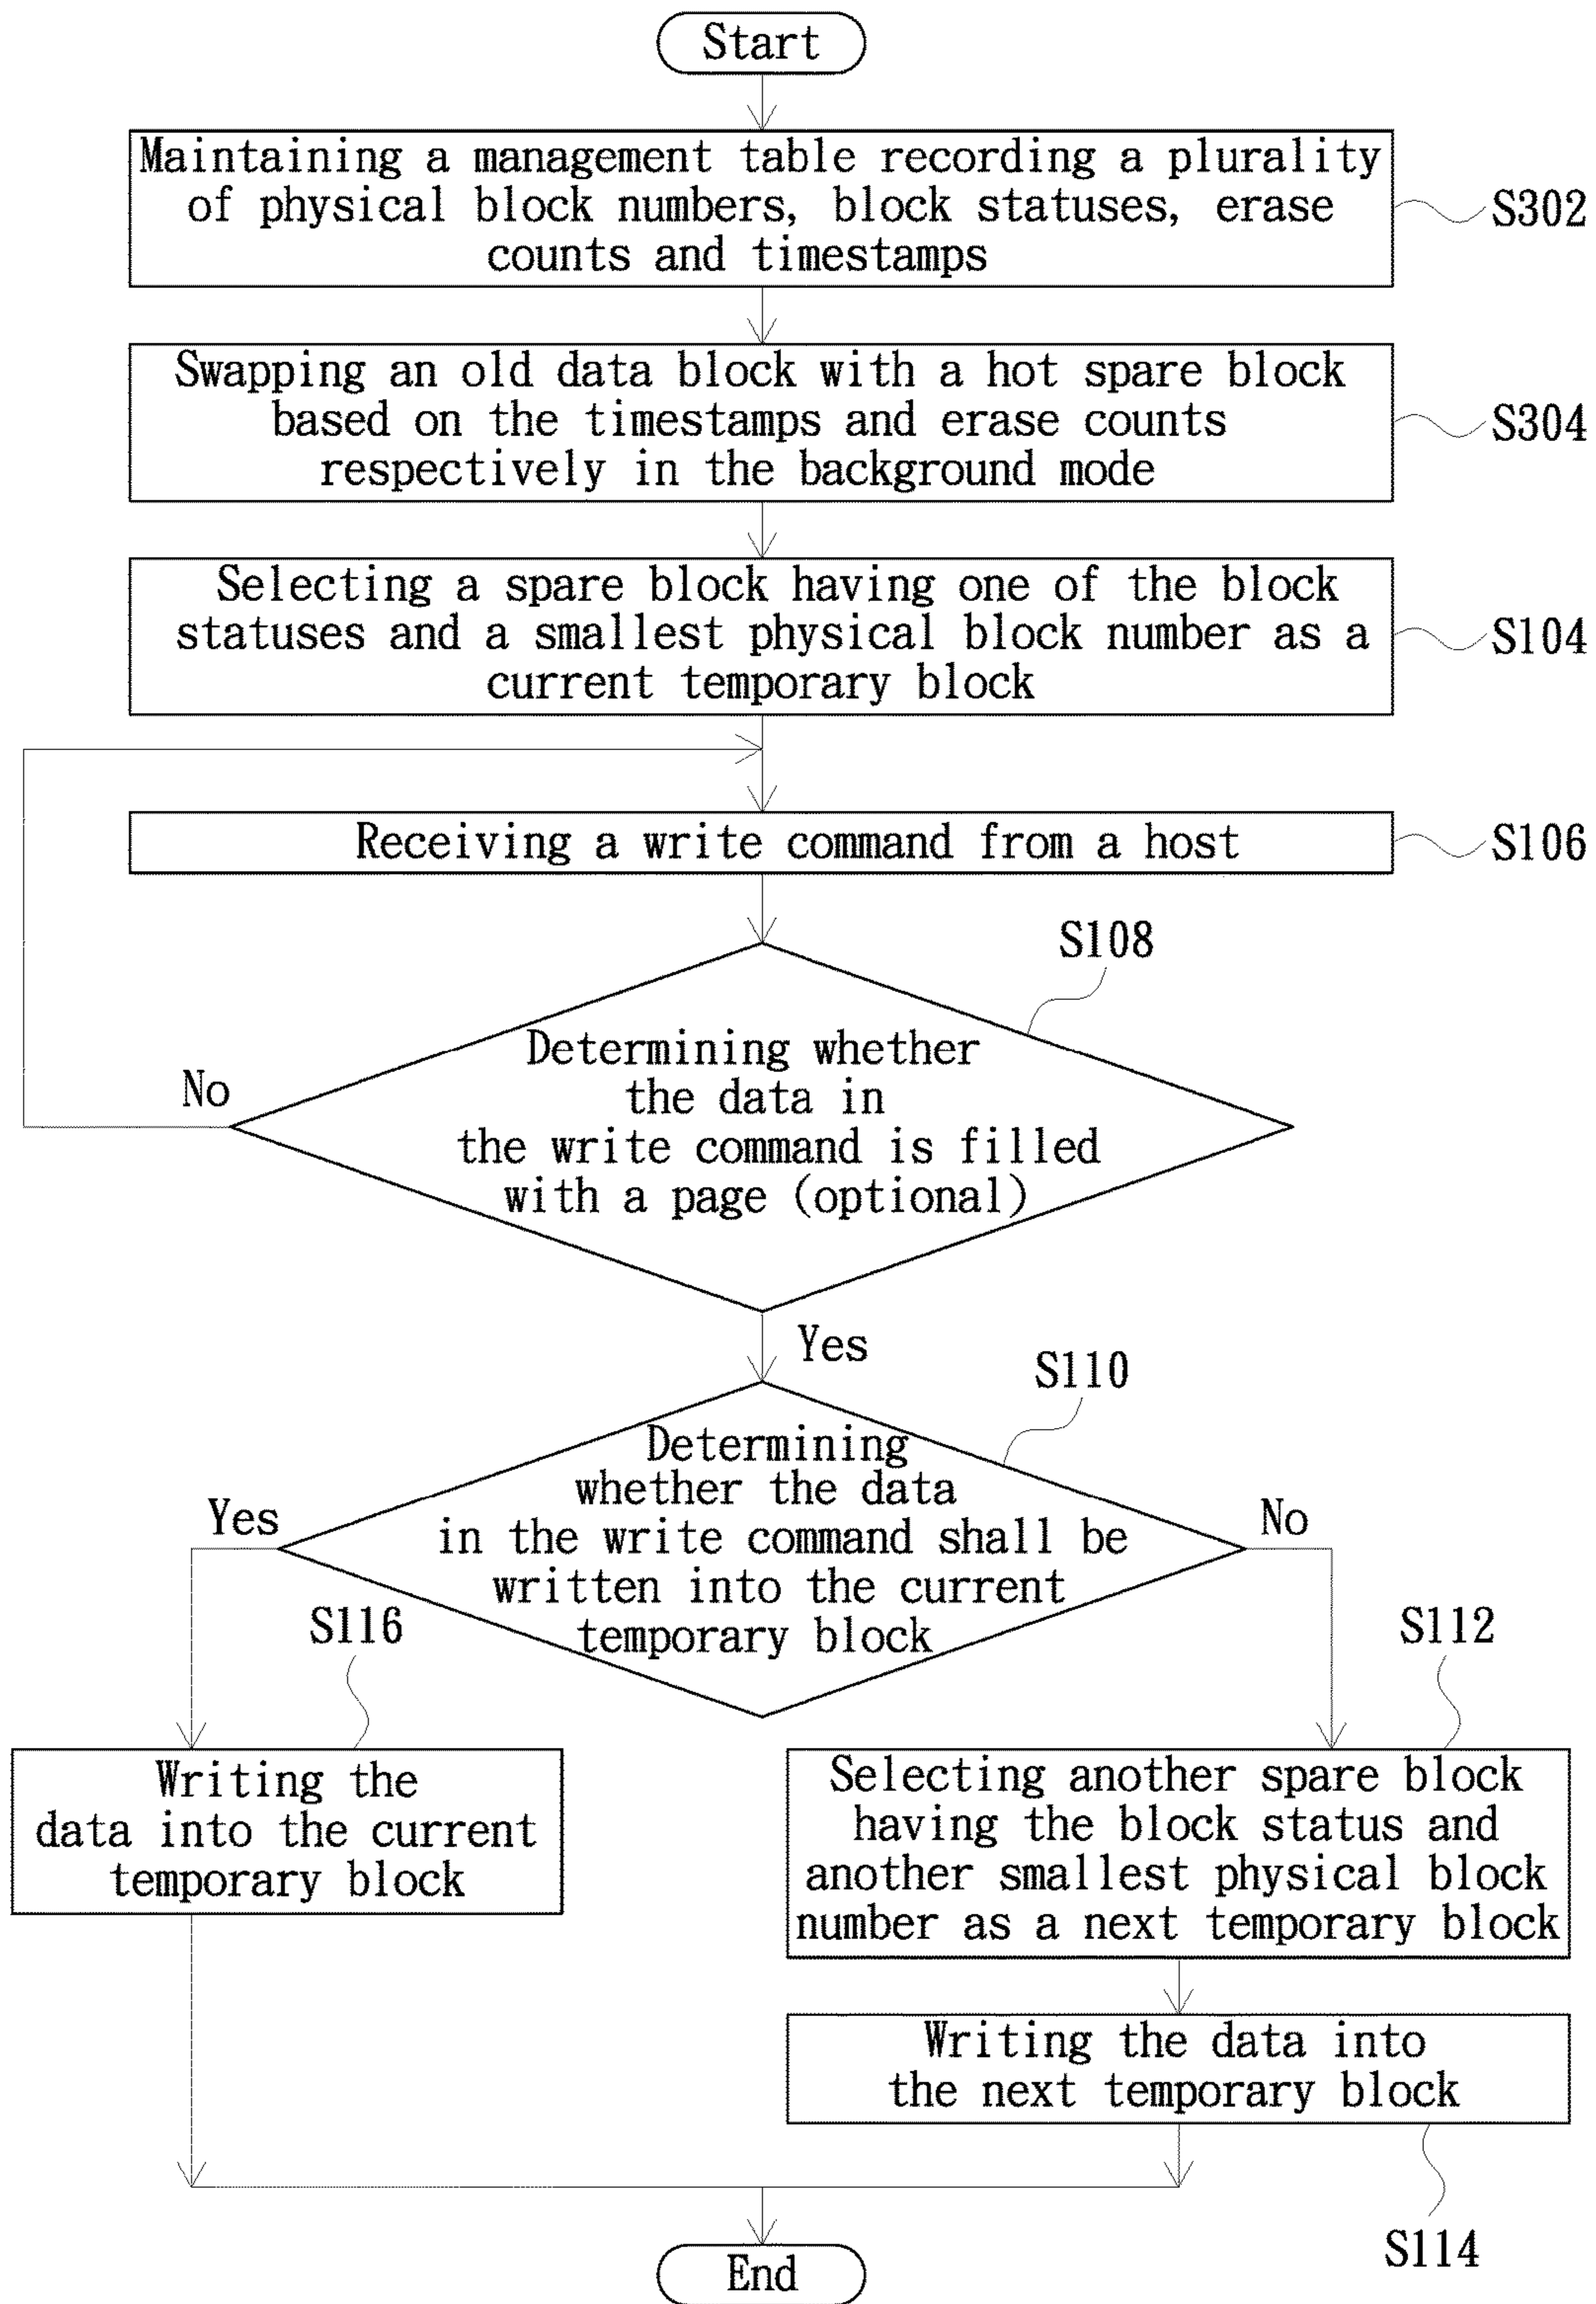 Start
Maintaining a management table recording a plurality
of physical block numbers, block statuses, erase
counts and timestamps
S302
Swapping an old data block with a hot spare block
based on the timestamps and erase counts
respectively in the background mode
S304
Selecting a spare block having one of the block
statuses and a smallest physical block number as a
current temporary block
S104
Receiving a write command from a host
S106
S108
Determining whether
the data in
the write command is filled
with a page (optional)
No
Yes
S110
Determining
whether the data
in the write command shall be
written into the current
temporary block
Yes
No
S116
S112
Writing the
data into the current
temporary block
Selecting another spare block
having the block status and
another smallest physical block
number as a next temporary block
Writing the data into
the next temporary block
S114
End